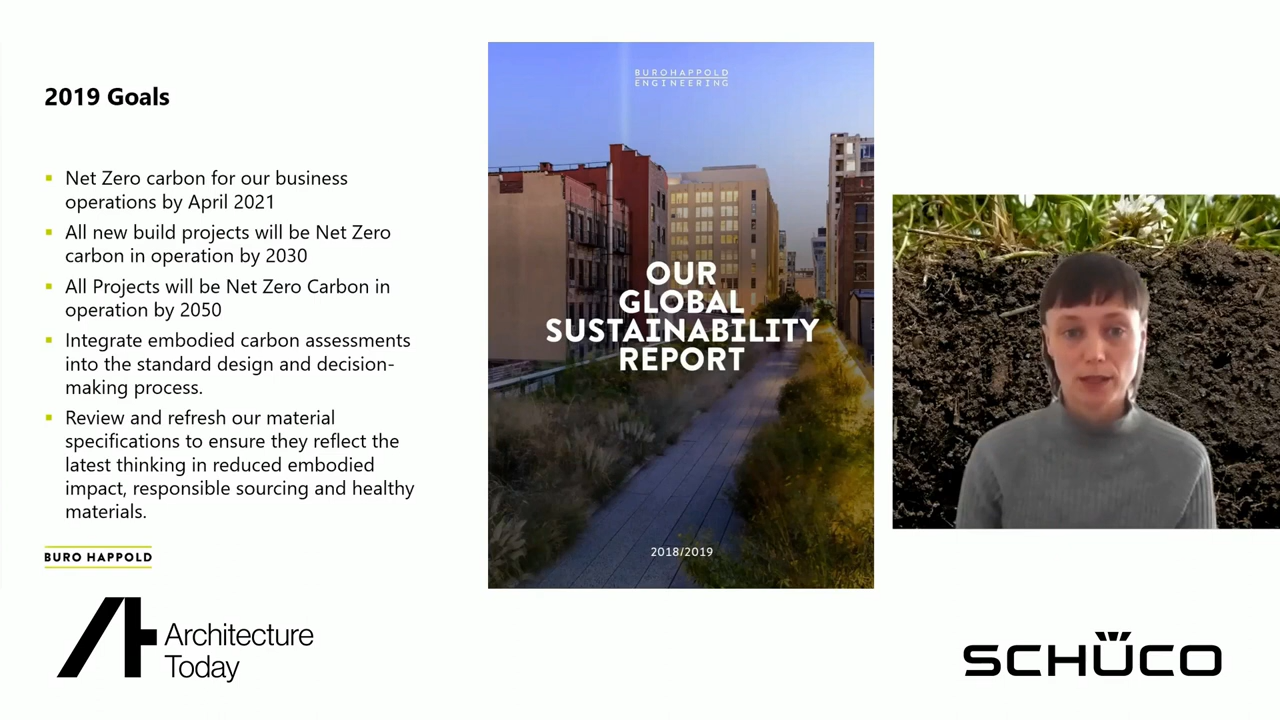 2019 Goals
Net Zero carbon for our business
operations by April 2021
All new build projects will be Net Zero
carbon in operation by 2030
All Projects will be Net Zero Carbon in
operation by 2050
Integrate embodied carbon assessments
into the standard design and decision-
making process.
Review and refresh our material
specifications to ensure they reflect the
latest thinking in reduced embodied
impact, responsible sourcing and healthy
materials.
BURO HAPPOLD
BUROHAPPOLD
ENGINEERING
OUR
GLOBAL
SUSTAINABILITY
REPORT
2018/2019
Architecture
Today
SCHÜCO